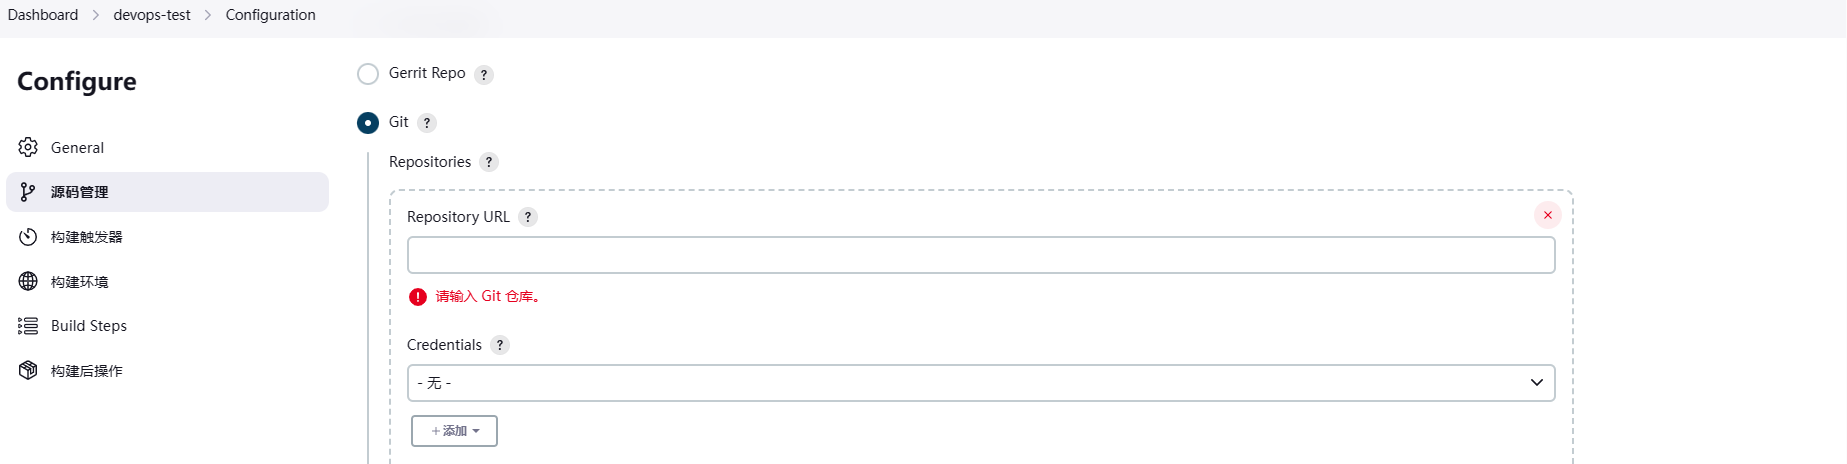 Dashboard > devops-test > Configuration
Configure
General
源码管理
构建触发器
构建环境
Build Steps
构建后操作
Gerrit Repo ?
Git ?
Repositories ?
Repository URL ?
请输入 Git 仓库。
Credentials ?
- 无 -
+添加